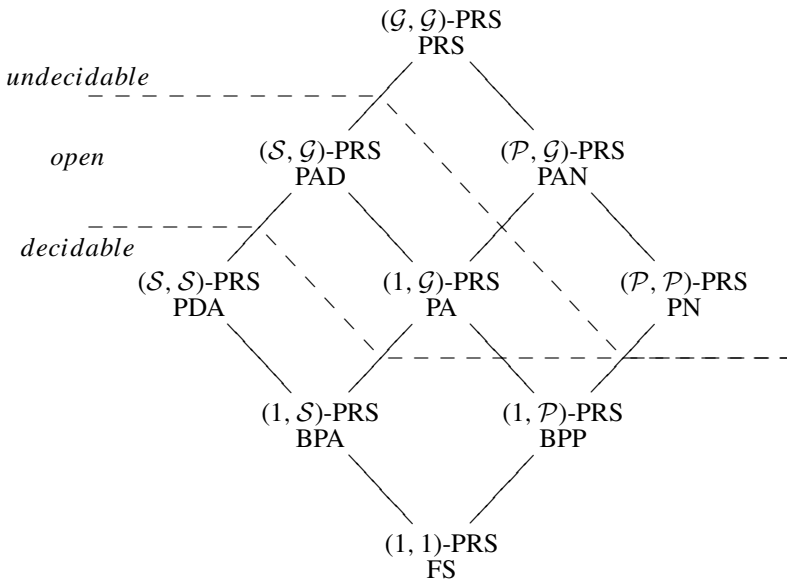 (𝒢, 𝒢)-PRS
PRS
undecidable
open
(𝒮, 𝒢)-PRS
PAD
(𝒫, 𝒢)-PRS
PAN
decidable
(𝒮, 𝒮)-PRS
PDA
(1, 𝒢)-PRS
PA
(𝒫, 𝒫)-PRS
PN
(1, 𝒮)-PRS
BPA
(1, 𝒫)-PRS
BPP
(1, 1)-PRS
FS